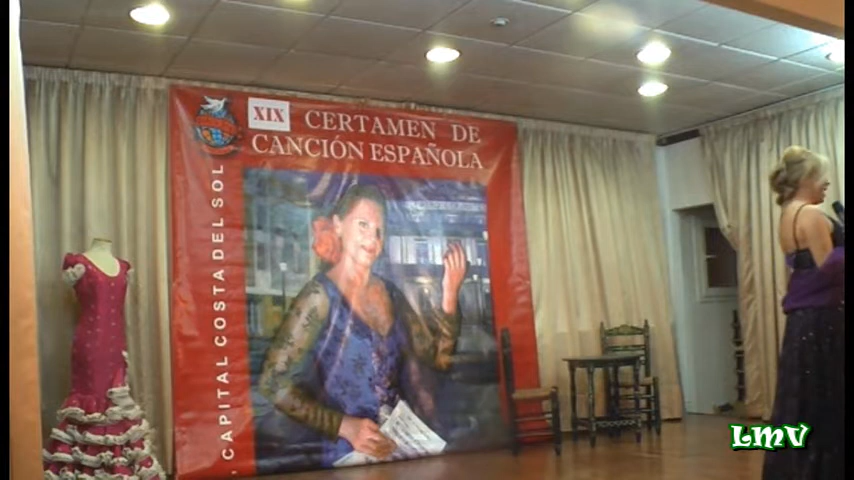 XIX
CERTAMEN DE
CANCIÓN ESPAÑOLA
CAPITAL COSTA DEL SOL
LMV